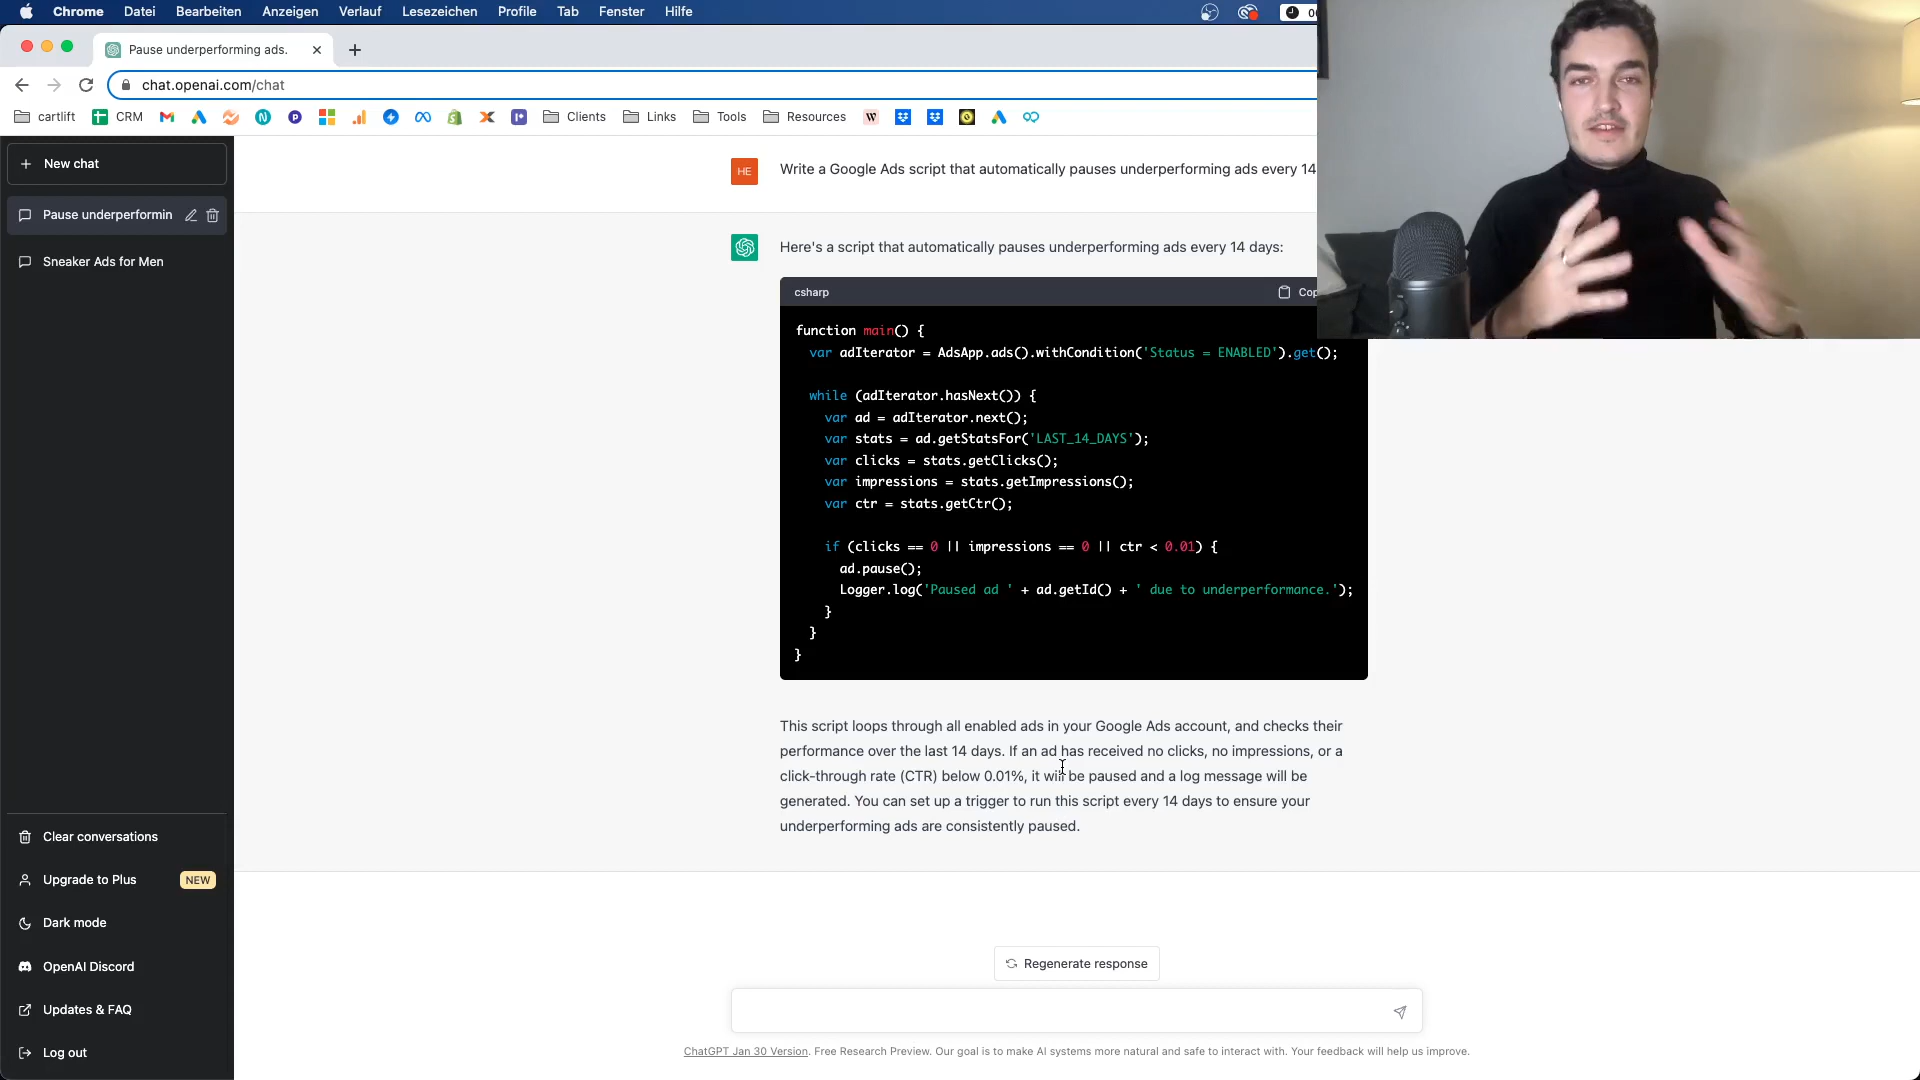 Chrome Datei Bearbeiten Anzeigen Verlauf Lesezeichen Profile Tab Fenster Hilfe
Pause underperforming ads.
chat.openai.com/chat
cartlift CRM Clients Links Tools Resources
New chat
Pause underperformin
Sneaker Ads for Men
HE
Write a Google Ads script that automatically pauses underperforming ads every 14
Here's a script that automatically pauses underperforming ads every 14 days:
csharp
function main() {
var adIterator = AdsApp.ads().withCondition('Status = ENABLED').get();
while (adIterator.hasNext()) {
var ad = adIterator.next();
var stats = ad.getStatsFor('LAST_14_DAYS');
var clicks = stats.getClicks();
var impressions = stats.getImpressions();
var ctr = stats.getCtr();
if (clicks == 0 || impressions == 0 || ctr < 0.01) {
ad.pause();
Logger.log('Paused ad ' + ad.getId() + ' due to underperformance.');
}
}
}
This script loops through all enabled ads in your Google Ads account, and checks their
performance over the last 14 days. If an ad has received no clicks, no impressions, or a
click-through rate (CTR) below 0.01%, it will be paused and a log message will be
generated. You can set up a trigger to run this script every 14 days to ensure your
underperforming ads are consistently paused.
Clear conversations
Upgrade to Plus NEW
Dark mode
OpenAI Discord
Updates & FAQ
Log out
Regenerate response
ChatGPT Jan 30 Version. Free Research Preview. Our goal is to make AI systems more natural and safe to interact with. Your feedback will help us improve.